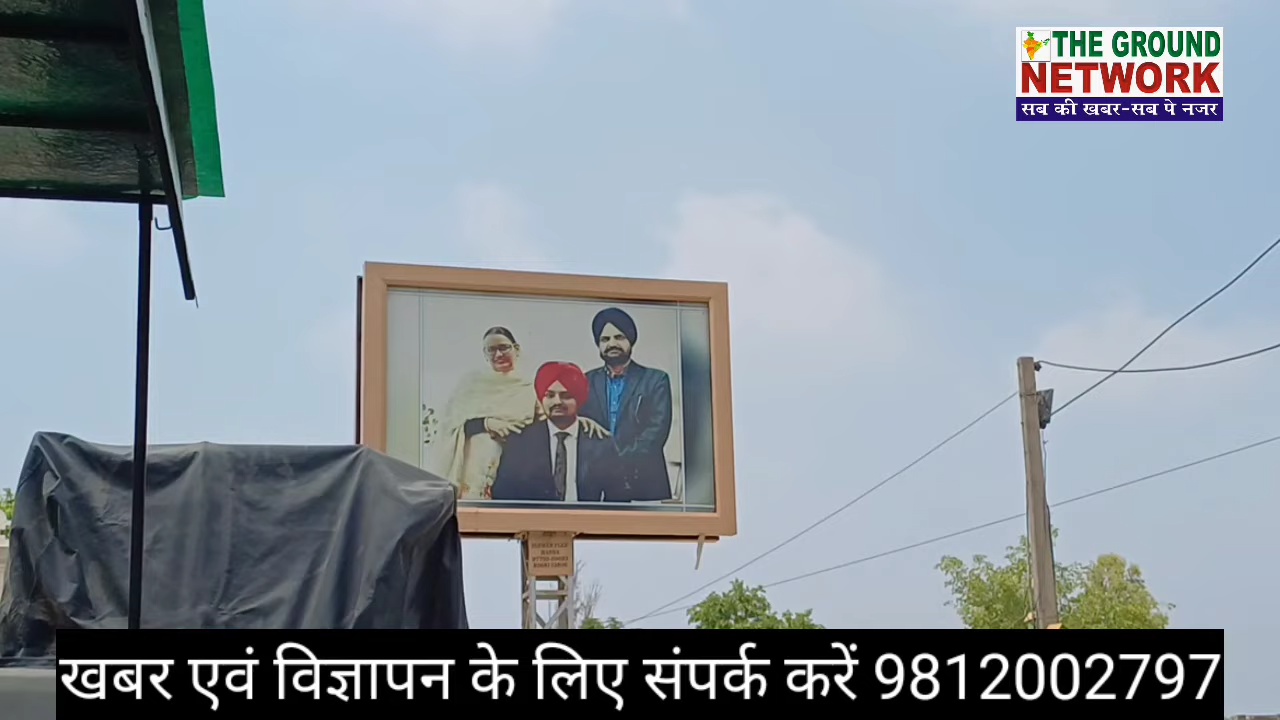 THE GROUND
NETWORK
सब की खबर-सब पे नजर
खबर एवं विज्ञापन के लिए संपर्क करें 9812002797